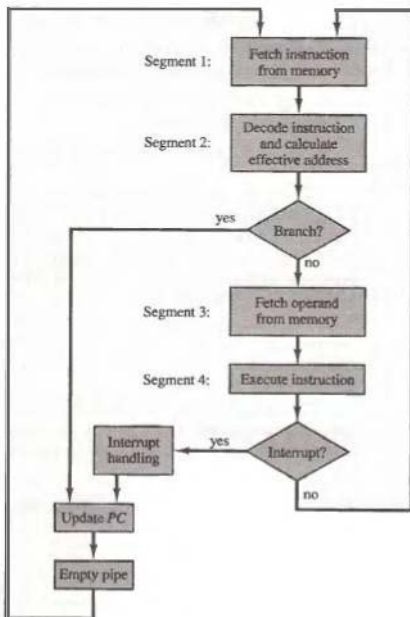 Segment 1:
Fetch instruction
from memory
Segment 2:
Decode instruction
and calculate
effective address
yes
Branch?
no
Segment 3:
Fetch operand
from memory
Segment 4:
Execute instruction
Interrupt
handling
yes
Interrupt?
no
Update PC
Empty pipe